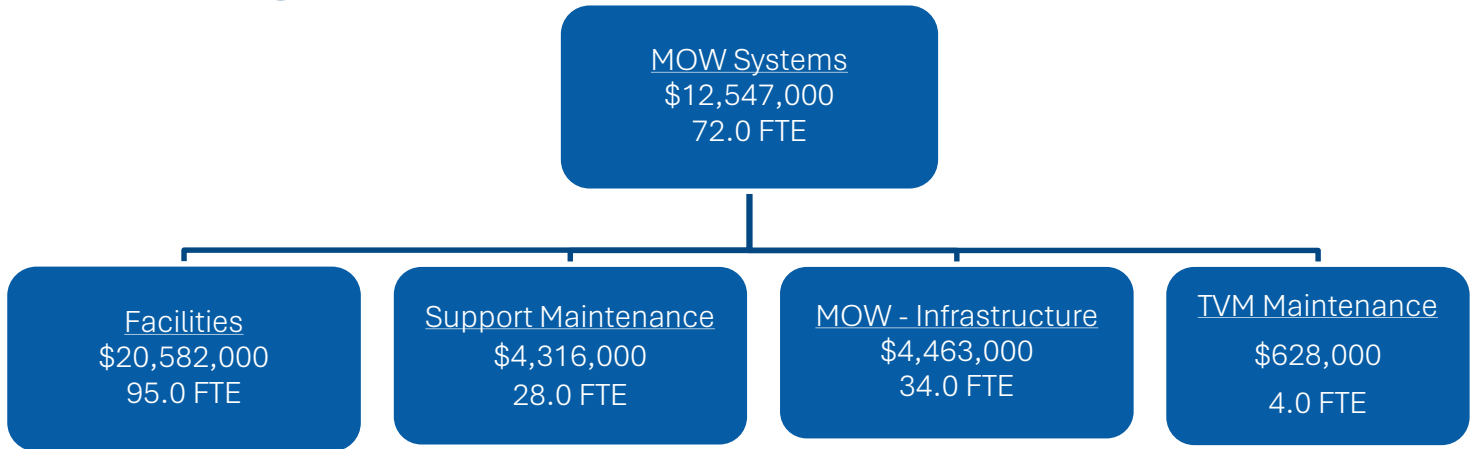 MOW Systems
$12,547,000
72.0 FTE
Facilities
$20,582,000
95.0 FTE
Support Maintenance
$4,316,000
28.0 FTE
MOW - Infrastructure
$4,463,000
34.0 FTE
TVM Maintenance
$628,000
4.0 FTE